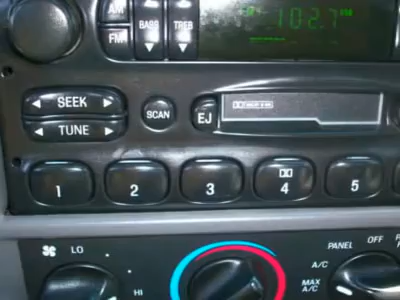 AM
FM
BASS
TREB
102.7
SEEK
TUNE
SCAN
EJ
1
2
3
4
5
LO
HI
PANEL
OFF
A/C
MAX
A/C